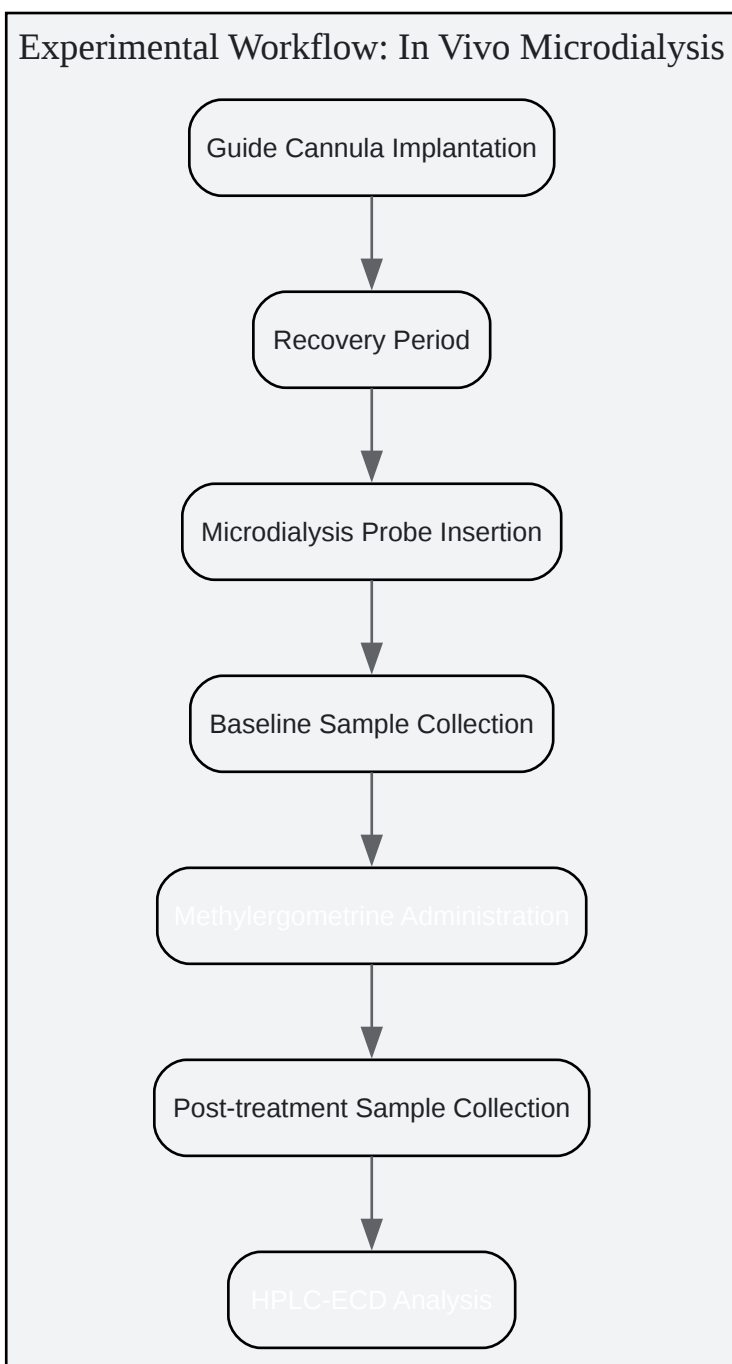 Experimental Workflow: In Vivo Microdialysis
Guide Cannula Implantation
Recovery Period
Microdialysis Probe Insertion
Baseline Sample Collection
Methylergometrine Administration
Post-treatment Sample Collection
HPLC-ECD Analysis